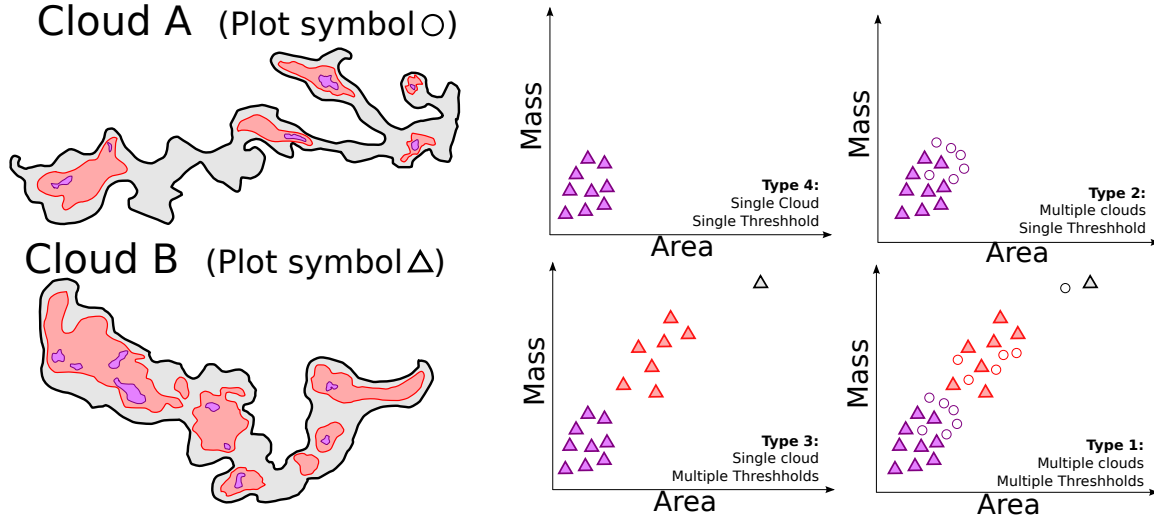 Cloud A (Plot symbol)
Mass
Area
Type 4:
Single Cloud
Single Threshhold
Mass
Area
Type 2:
Multiple clouds
Single Threshhold
Cloud B (Plot symbol)
Mass
Area
Type 3:
Single cloud
Multiple Threshholds
Mass
Area
Type 1:
Multiple clouds
Multiple Threshholds